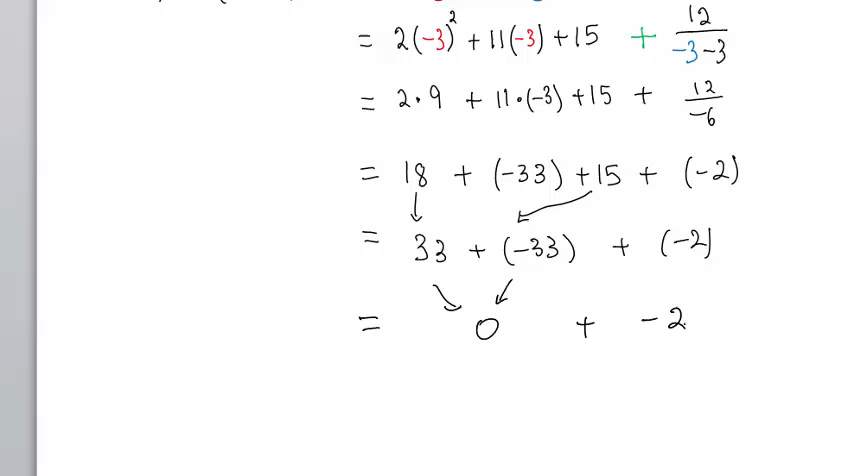 = 2(-3)² + 11(-3) + 15 + 12/(-3-3)
= 2•9 + 11•(-3) + 15 + 12/-6
= 18 + (-33) + 15 + (-2)
= 33 + (-33) + (-2)
= 0 + -2